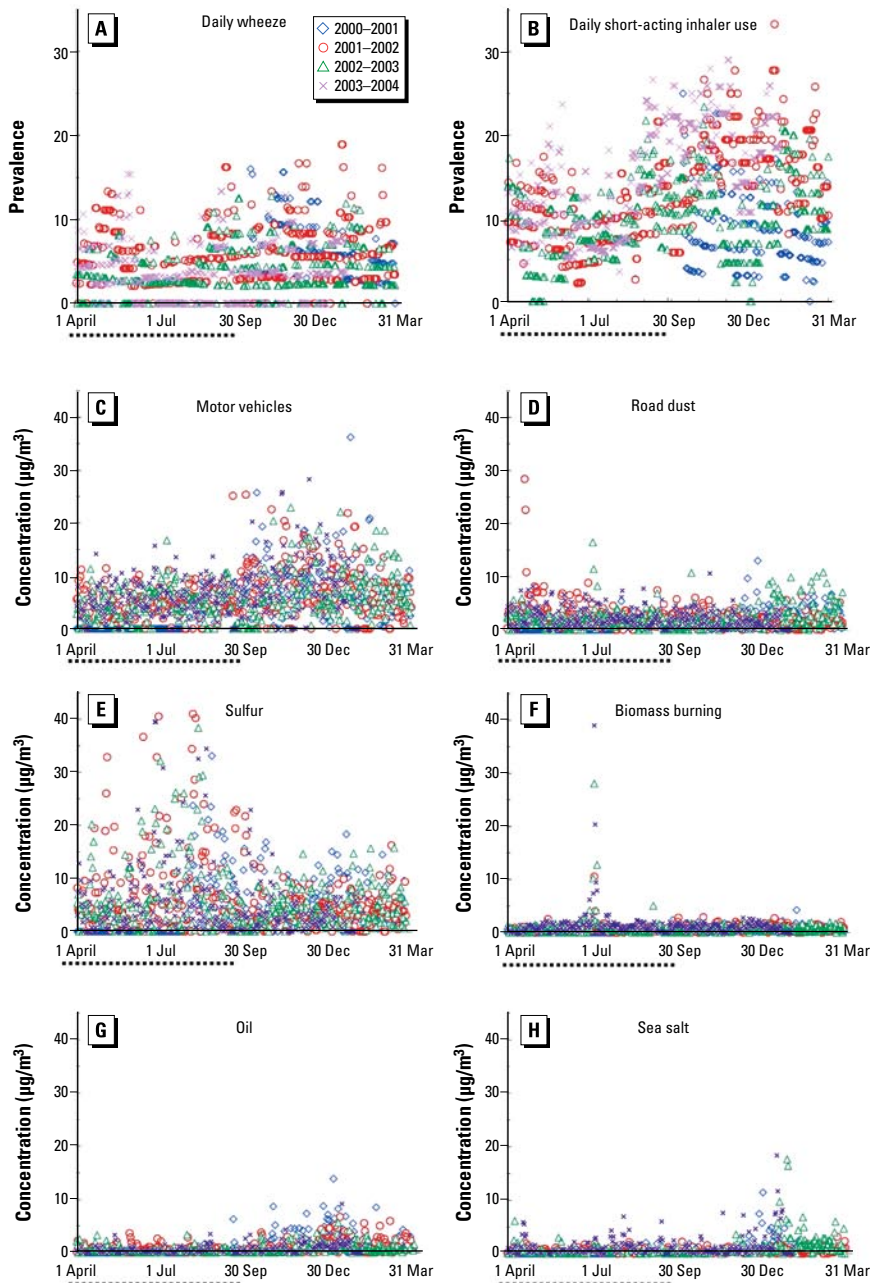 A
Daily wheeze
2000–2001
2001–2002
2002–2003
2003–2004
Prevalence
30
20
10
0
1 April
1 Jul
30 Sep
30 Dec
31 Mar
B
Daily short-acting inhaler use
Prevalence
30
20
10
0
1 April
1 Jul
30 Sep
30 Dec
31 Mar
C
Motor vehicles
Concentration (µg/m³)
40
30
20
10
0
1 April
1 Jul
30 Sep
30 Dec
31 Mar
D
Road dust
Concentration (µg/m³)
40
30
20
10
0
1 April
1 Jul
30 Sep
30 Dec
31 Mar
E
Sulfur
Concentration (µg/m³)
40
30
20
10
0
1 April
1 Jul
30 Sep
30 Dec
31 Mar
F
Biomass burning
Concentration (µg/m³)
40
30
20
10
0
1 April
1 Jul
30 Sep
30 Dec
31 Mar
G
Oil
Concentration (µg/m³)
40
30
20
10
0
1 April
1 Jul
30 Sep
30 Dec
31 Mar
H
Sea salt
Concentration (µg/m³)
40
30
20
10
0
1 April
1 Jul
30 Sep
30 Dec
31 Mar